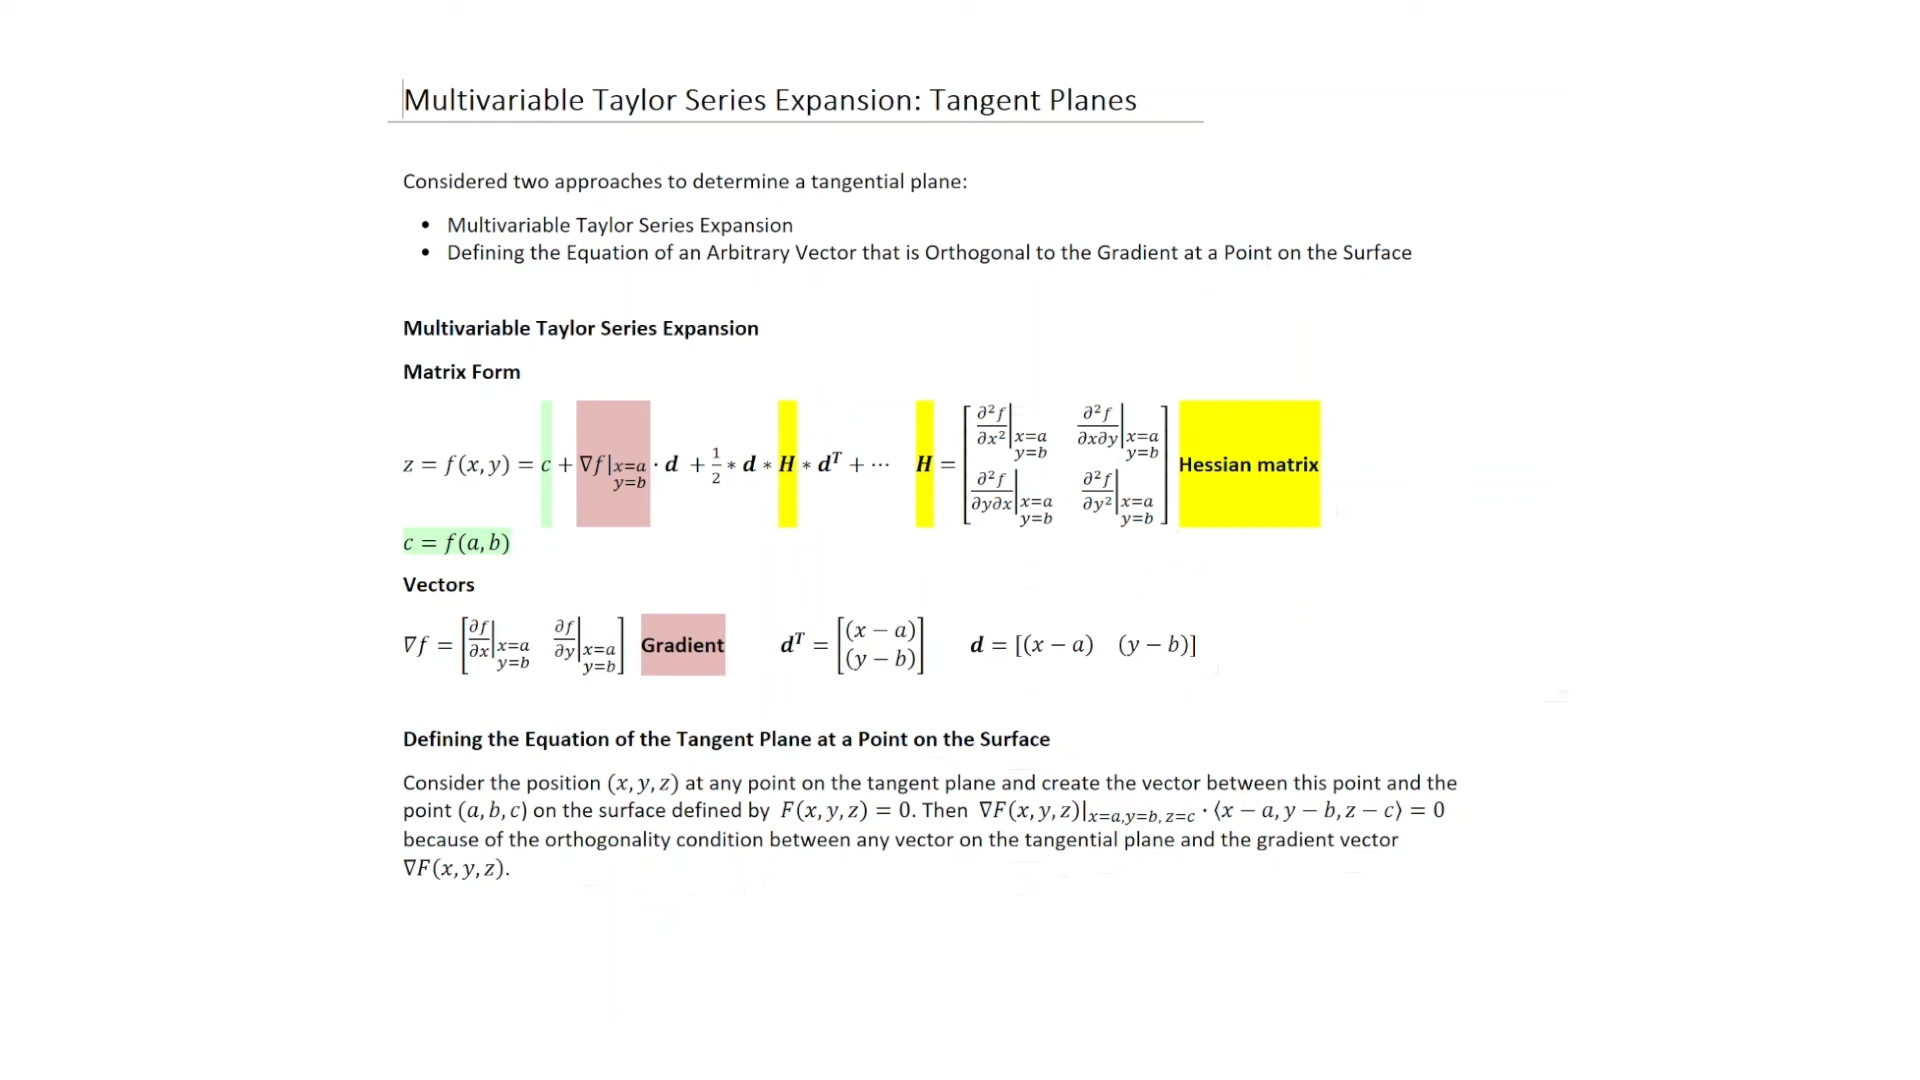 Multivariable Taylor Series Expansion: Tangent Planes
Considered two approaches to determine a tangential plane:
• Multivariable Taylor Series Expansion
• Defining the Equation of an Arbitrary Vector that is Orthogonal to the Gradient at a Point on the Surface
Multivariable Taylor Series Expansion
Matrix Form
z = f(x, y) = c + ∇f|x=a y=b · d + 1/2 * d * H * dᵀ + ⋯ H = [∂²f/∂x²|x=a y=b ∂²f/∂x∂y|x=a y=b ∂²f/∂y∂x|x=a y=b ∂²f/∂y²|x=a y=b] Hessian matrix
c = f(a, b)
Vectors
∇f = [∂f/∂x|x=a y=b ∂f/∂y|x=a y=b] Gradient dᵀ = [(x − a) (y − b)] d = [(x − a) (y − b)]
Defining the Equation of the Tangent Plane at a Point on the Surface
Consider the position (x, y, z) at any point on the tangent plane and create the vector between this point and the
point (a, b, c) on the surface defined by F(x, y, z) = 0. Then ∇F(x, y, z)|x=a,y=b, z=c · ⟨x − a, y − b, z − c⟩ = 0
because of the orthogonality condition between any vector on the tangential plane and the gradient vector
∇F(x, y, z).